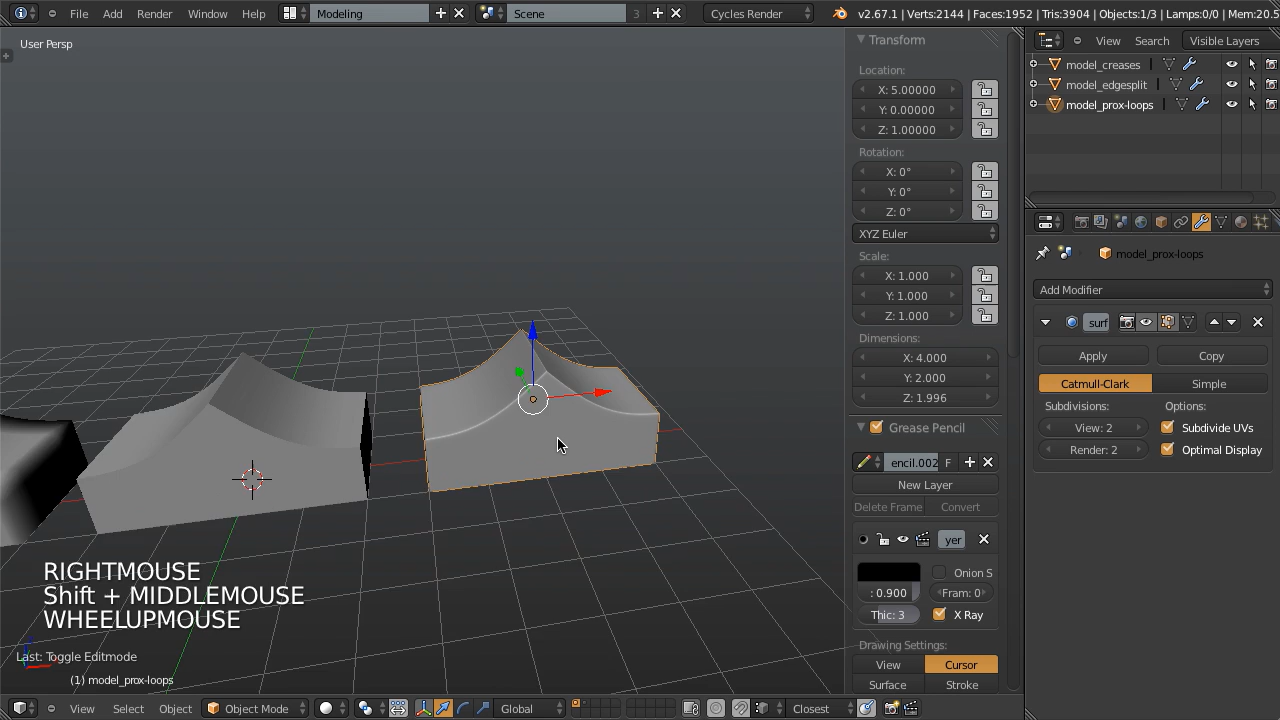 File Add Render Window Help Modeling Scene 3 Cycles Render v2.67.1 | Verts:2144 | Faces:1952 | Tris:3904 | Objects:1/3 | Lamps:0/0 | Mem:20.5
User Persp
Transform
Location:
X: 5.00000
Y: 0.00000
Z: 1.00000
Rotation:
X: 0°
Y: 0°
Z: 0°
XYZ Euler
Scale:
X: 1.000
Y: 1.000
Z: 1.000
Dimensions:
X: 4.000
Y: 2.000
Z: 1.996
Grease Pencil
encil.002 F
New Layer
Delete Frame Convert
yer
Onion S
: 0.900 Fram: 0
Thic: 3 X Ray
Drawing Settings:
View Cursor
Surface Stroke
View Search Visible Layers
model_creases
model_edgesplit
model_prox-loops
model_prox-loops
Add Modifier
surf
Apply Copy
Catmull-Clark Simple
Subdivisions: Options:
View: 2 Subdivide UVs
Render: 2 Optimal Display
RIGHTMOUSE
Shift + MIDDLEMOUSE
WHEELUPMOUSE
Last: Toggle Editmode
(1) model_prox-loops
View Select Object Object Mode Global Closest